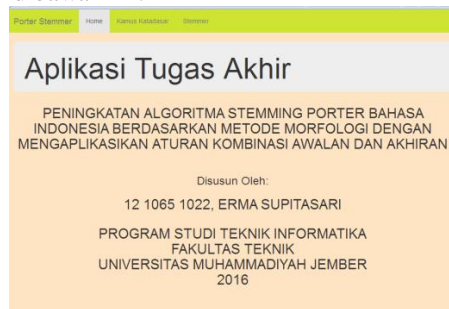 Porter Stemmer Home Kamus Katadasar Stemmer
Aplikasi Tugas Akhir
PENINGKATAN ALGORITMA STEMMING PORTER BAHASA
INDONESIA BERDASARKAN METODE MORFOLOGI DENGAN
MENGAPLIKASIKAN ATURAN KOMBINASI AWALAN DAN AKHIRAN
Disusun Oleh:
12 1065 1022, ERMA SUPITASARI
PROGRAM STUDI TEKNIK INFORMATIKA
FAKULTAS TEKNIK
UNIVERSITAS MUHAMMADIYAH JEMBER
2016